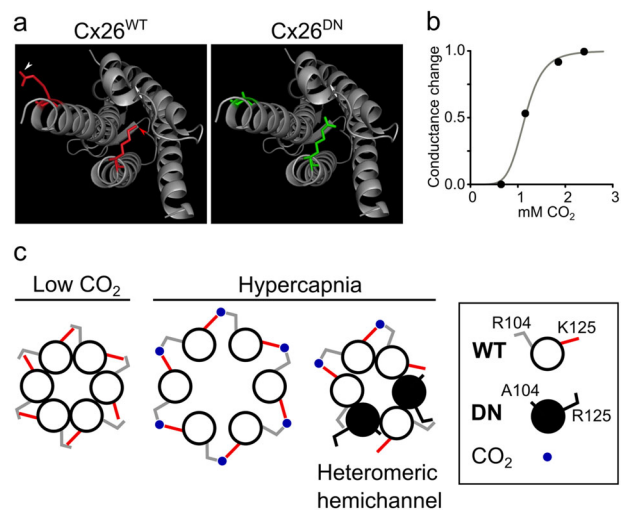 a
Cx26WT
Cx26DN
b
Conductance change
1.0
0.5
0.0
0 1 2 3
mM CO2
c
Low CO2
Hypercapnia
Heteromeric
hemichannel
R104
K125
WT
A104
DN
R125
CO2